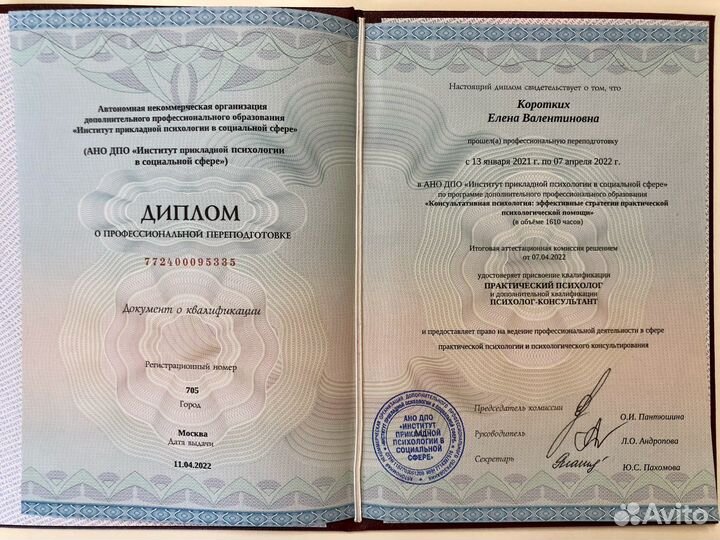 Автономная некоммерческая организация
дополнительного профессионального образования
«Институт прикладной психологии в социальной сфере»
(АНО ДПО «Институт прикладной психологии
в социальной сфере»)
ДИПЛОМ
О ПРОФЕССИОНАЛЬНОЙ ПЕРЕПОДГОТОВКЕ
772400095335
Документ о квалификации
Регистрационный номер
705
Город
Москва
Дата выдачи
11.04.2022
Настоящий диплом свидетельствует о том, что
Коротких
Елена Валентиновна
прошел(а) профессиональную переподготовку
с 13 января 2021 г. по 07 апреля 2022 г.
в АНО ДПО «Институт прикладной психологии в социальной сфере»
по программе дополнительного профессионального образования
«Консультативная психология: эффективные стратегии практической
психологической помощи»
(в объёме 1610 часов)
Итоговая аттестационная комиссия решением
от 07.04.2022
удостоверяет присвоение квалификации
ПРАКТИЧЕСКИЙ ПСИХОЛОГ
и дополнительной квалификации
ПСИХОЛОГ-КОНСУЛЬТАНТ
и предоставляет право на ведение профессиональной деятельности в сфере
практической психологии и психологического консультирования
Председатель комиссии
О.И. Пантюшина
Руководитель
Л.О. Андропова
Секретарь
Ю.С. Пахомова
АНО ДПО
«ИНСТИТУТ
ПРИКЛАДНОЙ
ПСИХОЛОГИИ В
СОЦИАЛЬНОЙ
СФЕРЕ»
Avito